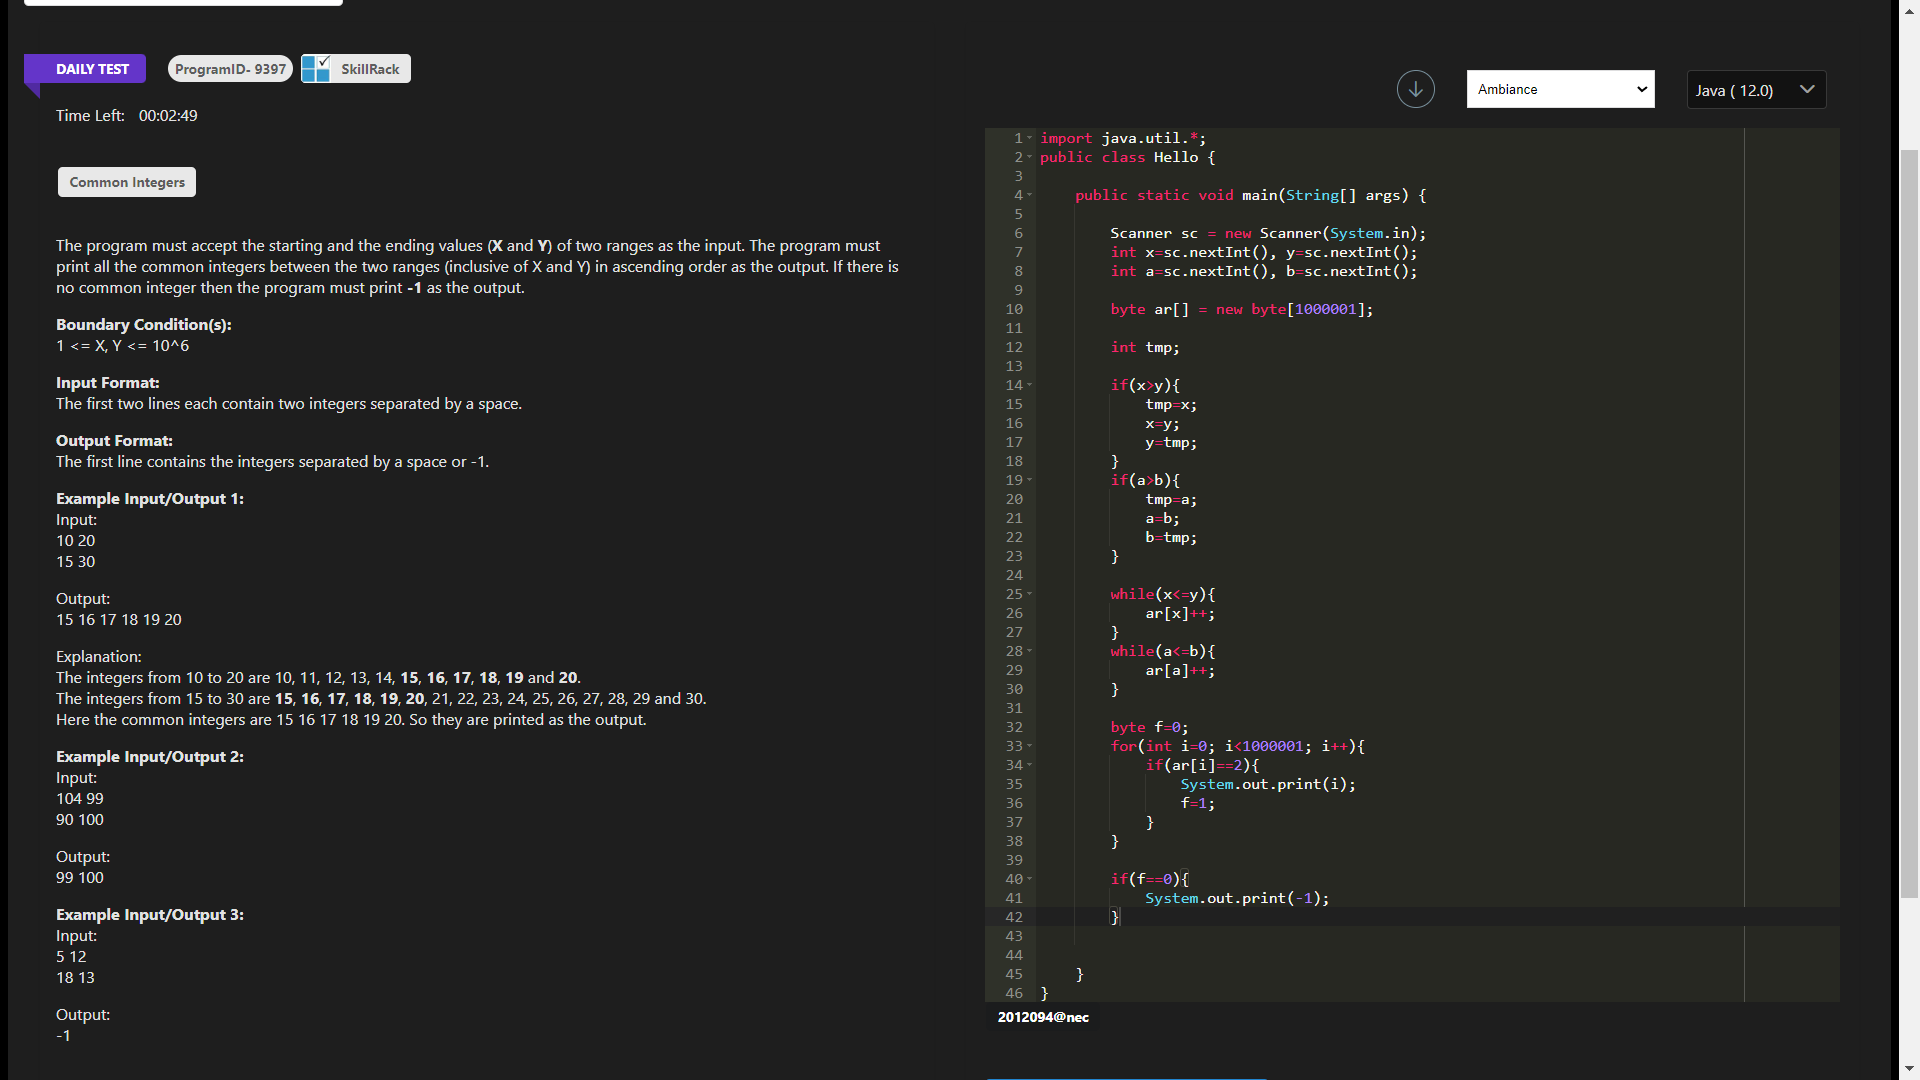 DAILY TEST
ProgramID- 9397
SkillRack
Time Left: 00:02:49
Ambiance
Java ( 12.0)
Common Integers
The program must accept the starting and the ending values (X and Y) of two ranges as the input. The program must
print all the common integers between the two ranges (inclusive of X and Y) in ascending order as the output. If there is
no common integer then the program must print -1 as the output.
Boundary Condition(s):
1 <= X, Y <= 10^6
Input Format:
The first two lines each contain two integers separated by a space.
Output Format:
The first line contains the integers separated by a space or -1.
Example Input/Output 1:
Input:
10 20
15 30
Output:
15 16 17 18 19 20
Explanation:
The integers from 10 to 20 are 10, 11, 12, 13, 14, 15, 16, 17, 18, 19 and 20.
The integers from 15 to 30 are 15, 16, 17, 18, 19, 20, 21, 22, 23, 24, 25, 26, 27, 28, 29 and 30.
Here the common integers are 15 16 17 18 19 20. So they are printed as the output.
Example Input/Output 2:
Input:
104 99
90 100
Output:
99 100
Example Input/Output 3:
Input:
5 12
18 13
Output:
-1
1 import java.util.*;
2 public class Hello {
3
4     public static void main(String[] args) {
5
6         Scanner sc = new Scanner(System.in);
7         int x=sc.nextInt(), y=sc.nextInt();
8         int a=sc.nextInt(), b=sc.nextInt();
9
10         byte ar[] = new byte[1000001];
11
12         int tmp;
13
14         if(x>y){
15             tmp=x;
16             x=y;
17             y=tmp;
18         }
19         if(a>b){
20             tmp=a;
21             a=b;
22             b=tmp;
23         }
24
25         while(x<=y){
26             ar[x]++;
27         }
28         while(a<=b){
29             ar[a]++;
30         }
31
32         byte f=0;
33         for(int i=0; i<1000001; i++){
34             if(ar[i]==2){
35                 System.out.print(i);
36                 f=1;
37             }
38         }
39
40         if(f==0){
41             System.out.print(-1);
42         }
43
44
45     }
46 }
2012094@nec